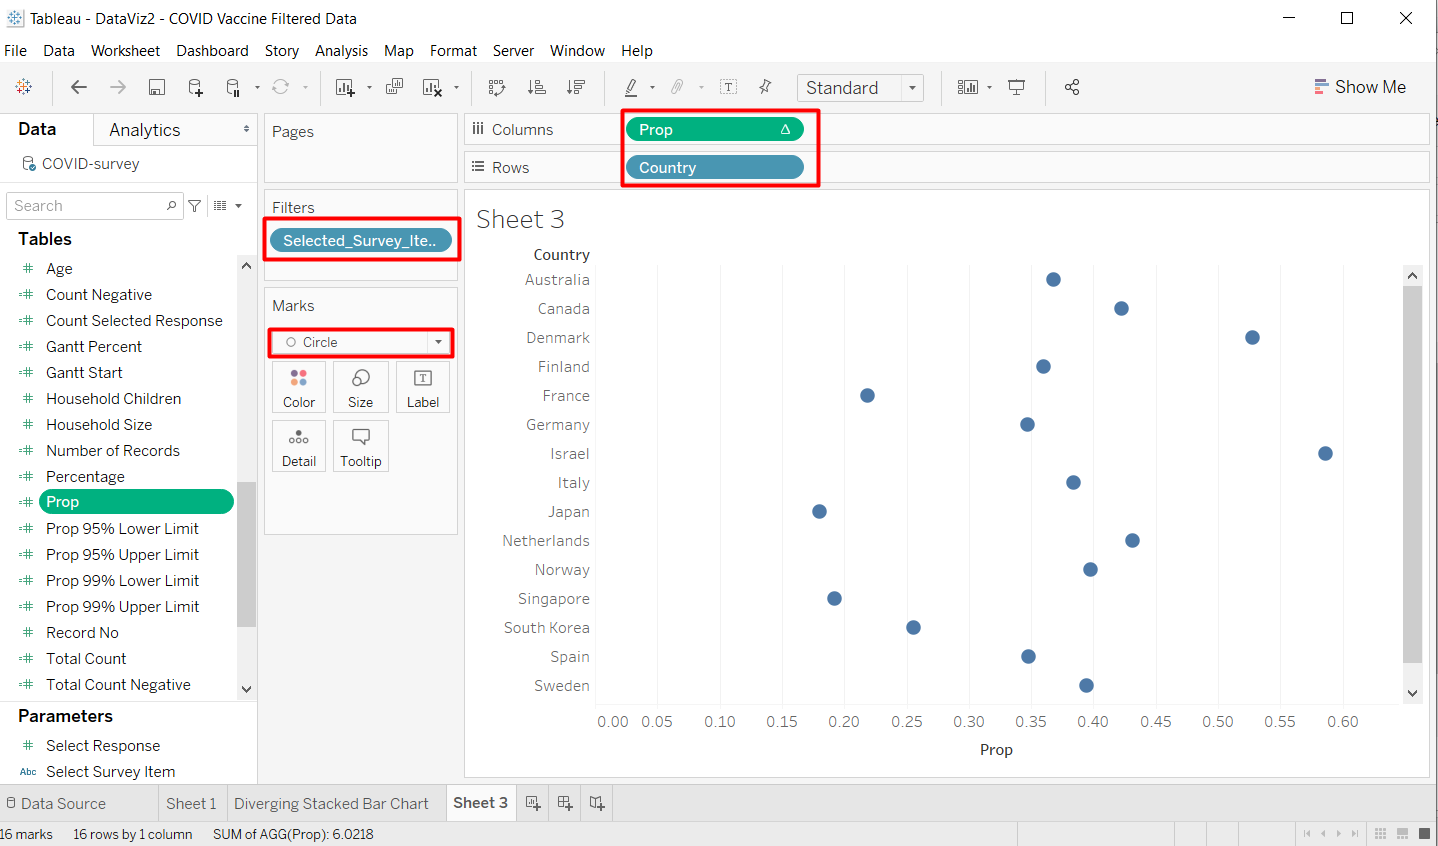 Tableau - DataViz2 - COVID Vaccine Filtered Data
File Data Worksheet Dashboard Story Analysis Map Format Server Window Help
Standard
Show Me
Data Analytics
COVID-survey
Search
Tables
Age
Count Negative
Count Selected Response
Gantt Percent
Gantt Start
Household Children
Household Size
Number of Records
Percentage
Prop
Prop 95% Lower Limit
Prop 95% Upper Limit
Prop 99% Lower Limit
Prop 99% Upper Limit
Record No
Total Count
Total Count Negative
Parameters
Select Response
Abc Select Survey Item
Pages
Filters
Selected_Survey_Ite..
Marks
Circle
Color Size Label
Detail Tooltip
Columns Prop Δ
Rows Country
Sheet 3
Country
Australia
Canada
Denmark
Finland
France
Germany
Israel
Italy
Japan
Netherlands
Norway
Singapore
South Korea
Spain
Sweden
0.00 0.05 0.10 0.15 0.20 0.25 0.30 0.35 0.40 0.45 0.50 0.55 0.60
Prop
Data Source Sheet 1 Diverging Stacked Bar Chart Sheet 3
16 marks 16 rows by 1 column SUM of AGG(Prop): 6.0218